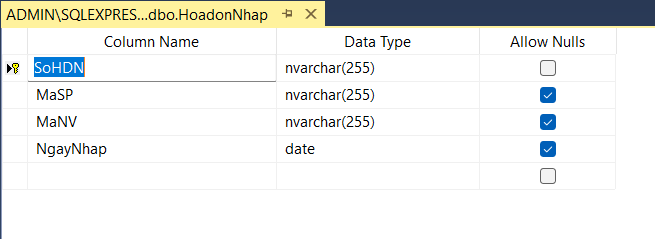 ADMIN\SQLEXPRES...dbo.HoadonNhap
Column Name Data Type Allow Nulls
SoHDN nvarchar(255)
MaSP nvarchar(255)
MaNV nvarchar(255)
NgayNhap date